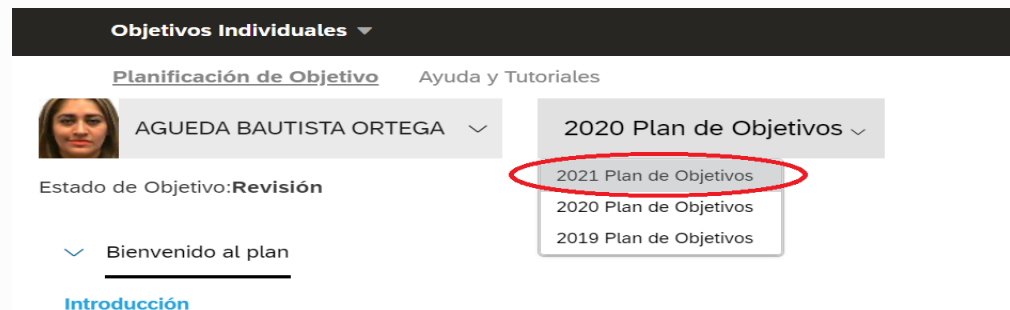 Objetivos Individuales
Planificación de Objetivo Ayuda y Tutoriales
AGUEDA BAUTISTA ORTEGA 2020 Plan de Objetivos
Estado de Objetivo:Revisión
2021 Plan de Objetivos
2020 Plan de Objetivos
2019 Plan de Objetivos
Bienvenido al plan
Introducción